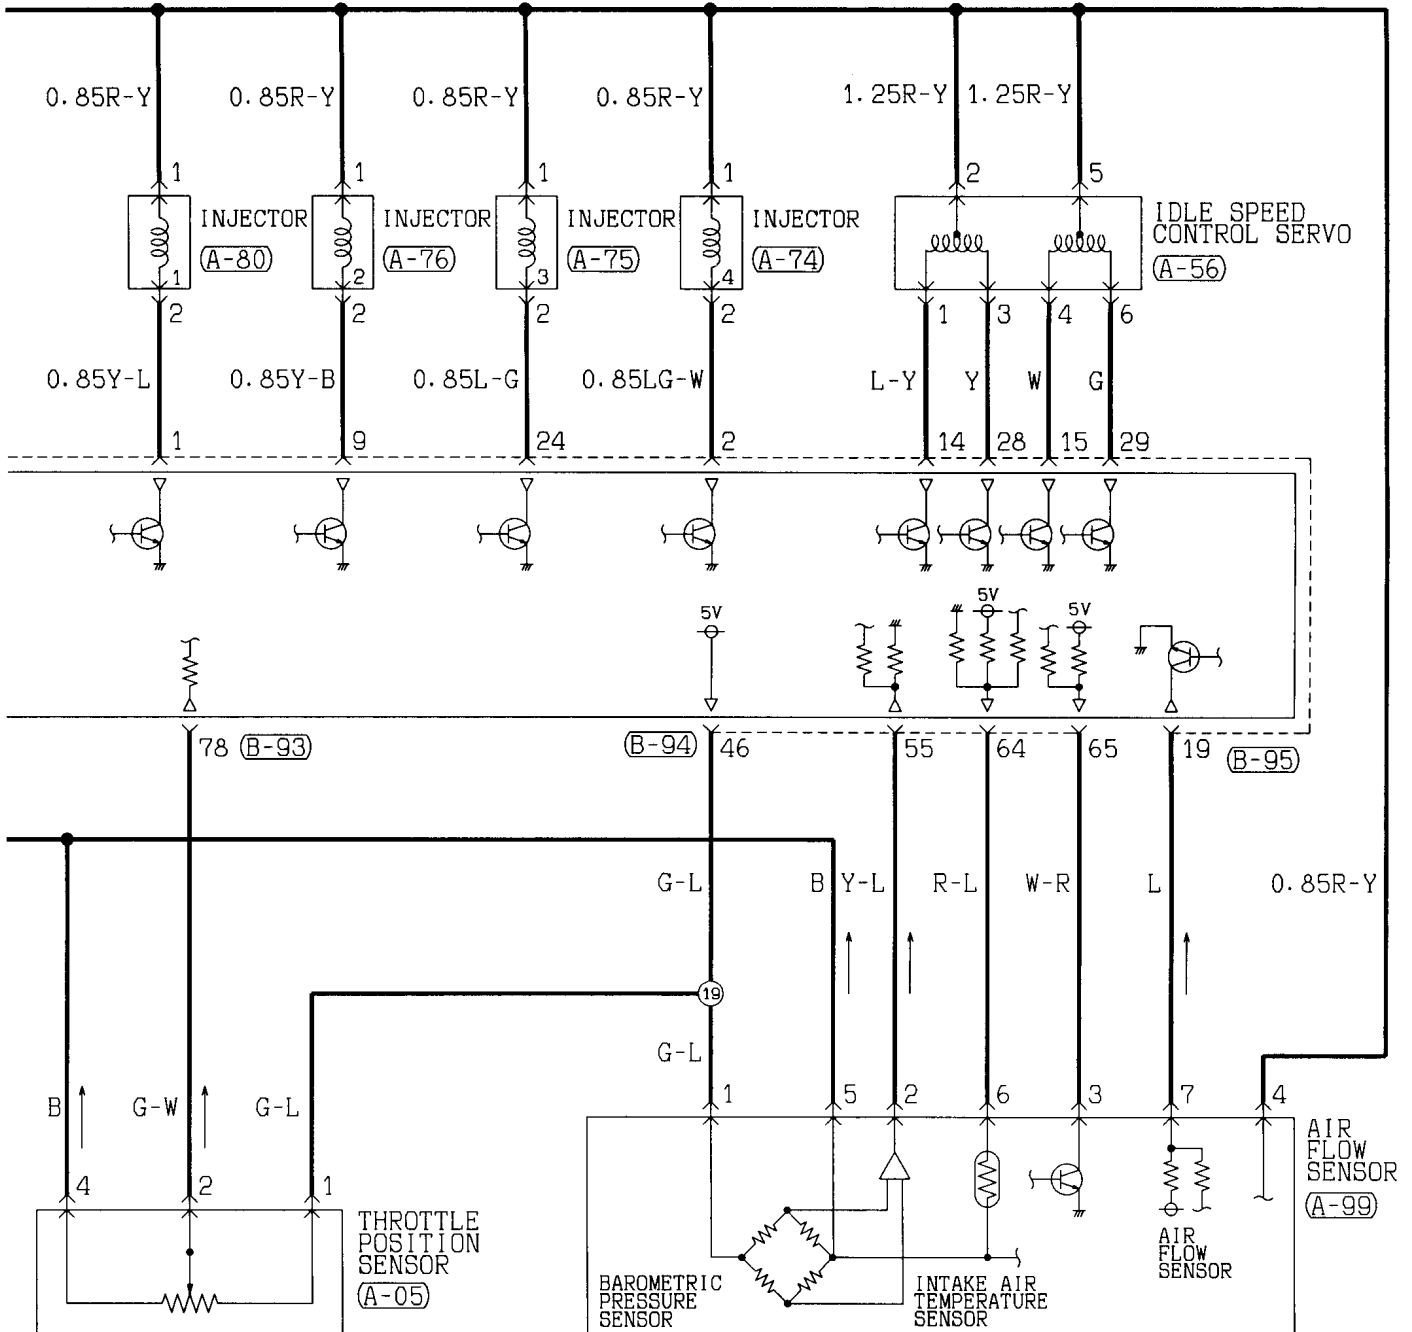 0.85R-Y 0.85R-Y 0.85R-Y 0.85R-Y 1.25R-Y 1.25R-Y
1 1 1 1 2 5
INJECTOR INJECTOR INJECTOR INJECTOR IDLE SPEED
CONTROL SERVO
A-80 A-76 A-75 A-74 A-56
1 2 3 4
2 2 2 2 1 3 4 6
0.85Y-L 0.85Y-B 0.85L-G 0.85LG-W L-Y Y W G
1 9 24 2 14 28 15 29
5V 5V 5V
78 B-93 B-94 46 55 64 65 19 B-95
G-L B Y-L R-L W-R L 0.85R-Y
19
G-L
B G-W G-L 1 5 2 6 3 7 4
4 2 1
AIR
FLOW
SENSOR
A-99
THROTTLE
POSITION
SENSOR
A-05
AIR
FLOW
SENSOR
BAROMETRIC
PRESSURE
SENSOR
INTAKE AIR
TEMPERATURE
SENSOR